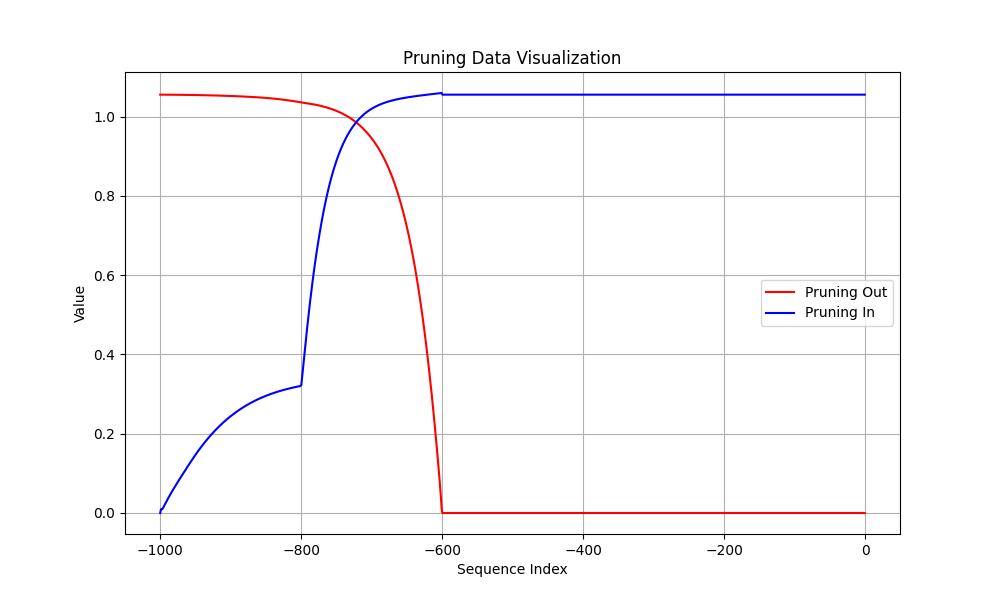 Pruning Data Visualization
1.0
0.8
0.6
0.4
0.2
0.0
Value
Pruning Out
Pruning In
−1000
−800
−600
−400
−200
0
Sequence Index